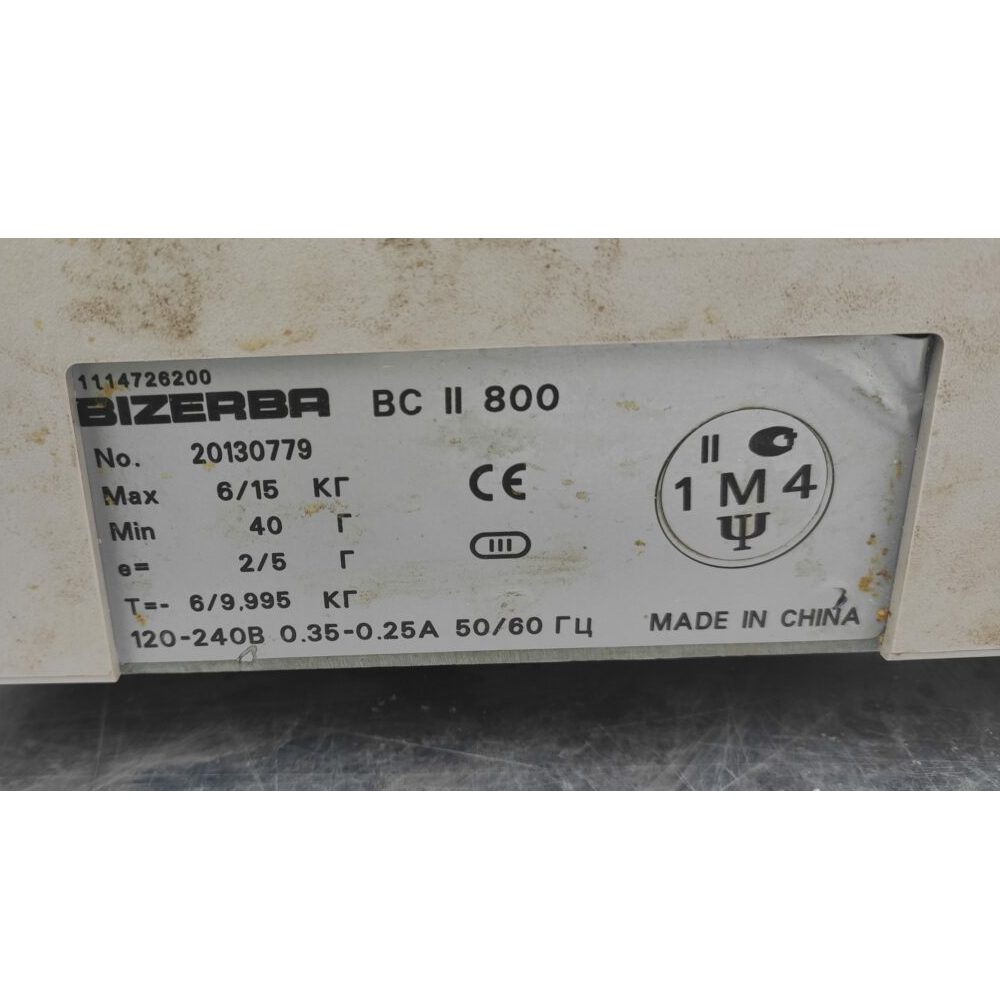 1114726200
BIZERBA BC II 800
No. 20130779
Max 6/15 КГ
Min 40 Г
e= 2/5 Г
T=- 6/9,995 КГ
120-240В 0.35-0.25А 50/60 ГЦ
CE
III
II
1 M 4
Ψ
MADE IN CHINA